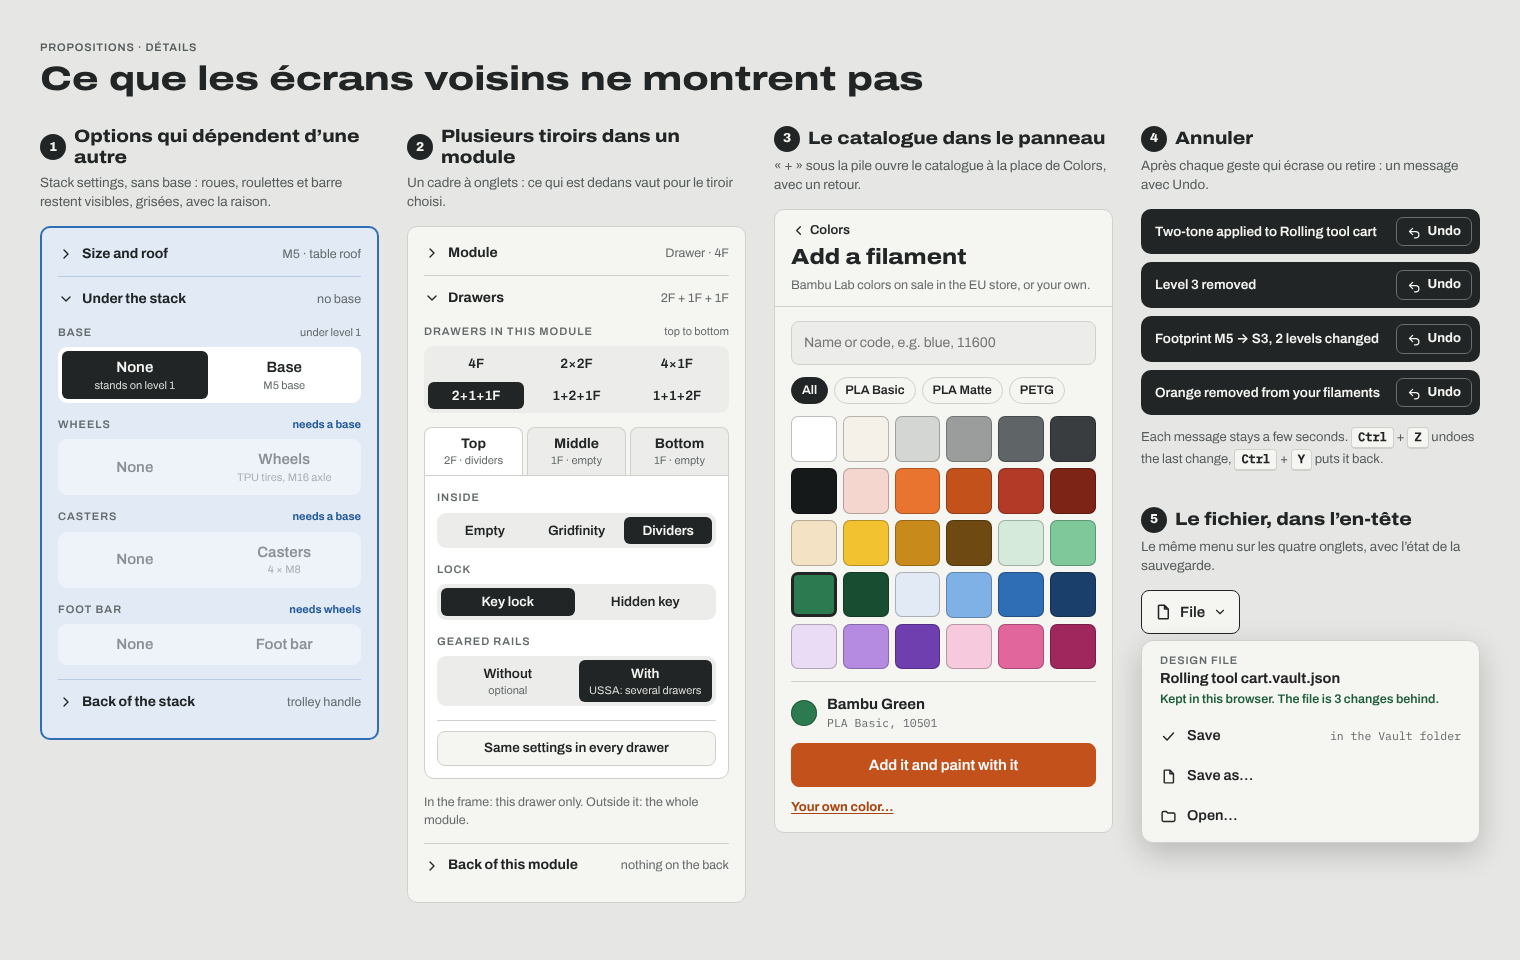 PROPOSITIONS · DÉTAILS
Ce que les écrans voisins ne montrent pas
1 Options qui dépendent d’une
autre
Stack settings, sans base : roues, roulettes et barre
restent visibles, grisées, avec la raison.
Size and roof M5 · table roof
Under the stack no base
BASE under level 1
None Base
stands on level 1 M5 base
WHEELS needs a base
None Wheels
TPU tires, M16 axle
CASTERS needs a base
None Casters
4 × M8
FOOT BAR needs wheels
None Foot bar
Back of the stack trolley handle
2 Plusieurs tiroirs dans un
module
Un cadre à onglets : ce qui est dedans vaut pour le tiroir
choisi.
Module Drawer · 4F
Drawers 2F + 1F + 1F
DRAWERS IN THIS MODULE top to bottom
4F 2×2F 4×1F
2+1+1F 1+2+1F 1+1+2F
Top Middle Bottom
2F · dividers 1F · empty 1F · empty
INSIDE
Empty Gridfinity Dividers
LOCK
Key lock Hidden key
GEARED RAILS
Without With
optional USSA: several drawers
Same settings in every drawer
In the frame: this drawer only. Outside it: the whole
module.
Back of this module nothing on the back
3 Le catalogue dans le panneau
« + » sous la pile ouvre le catalogue à la place de Colors,
avec un retour.
Colors
Add a filament
Bambu Lab colors on sale in the EU store, or your own.
Name or code, e.g. blue, 11600
All PLA Basic PLA Matte PETG
Bambu Green
PLA Basic, 10501
Add it and paint with it
Your own color…
4 Annuler
Après chaque geste qui écrase ou retire : un message
avec Undo.
Two-tone applied to Rolling tool cart Undo
Level 3 removed Undo
Footprint M5 → S3, 2 levels changed Undo
Orange removed from your filaments Undo
Each message stays a few seconds. Ctrl + Z undoes
the last change, Ctrl + Y puts it back.
5 Le fichier, dans l’en-tête
Le même menu sur les quatre onglets, avec l’état de la
sauvegarde.
File
DESIGN FILE
Rolling tool cart.vault.json
Kept in this browser. The file is 3 changes behind.
Save in the Vault folder
Save as…
Open…